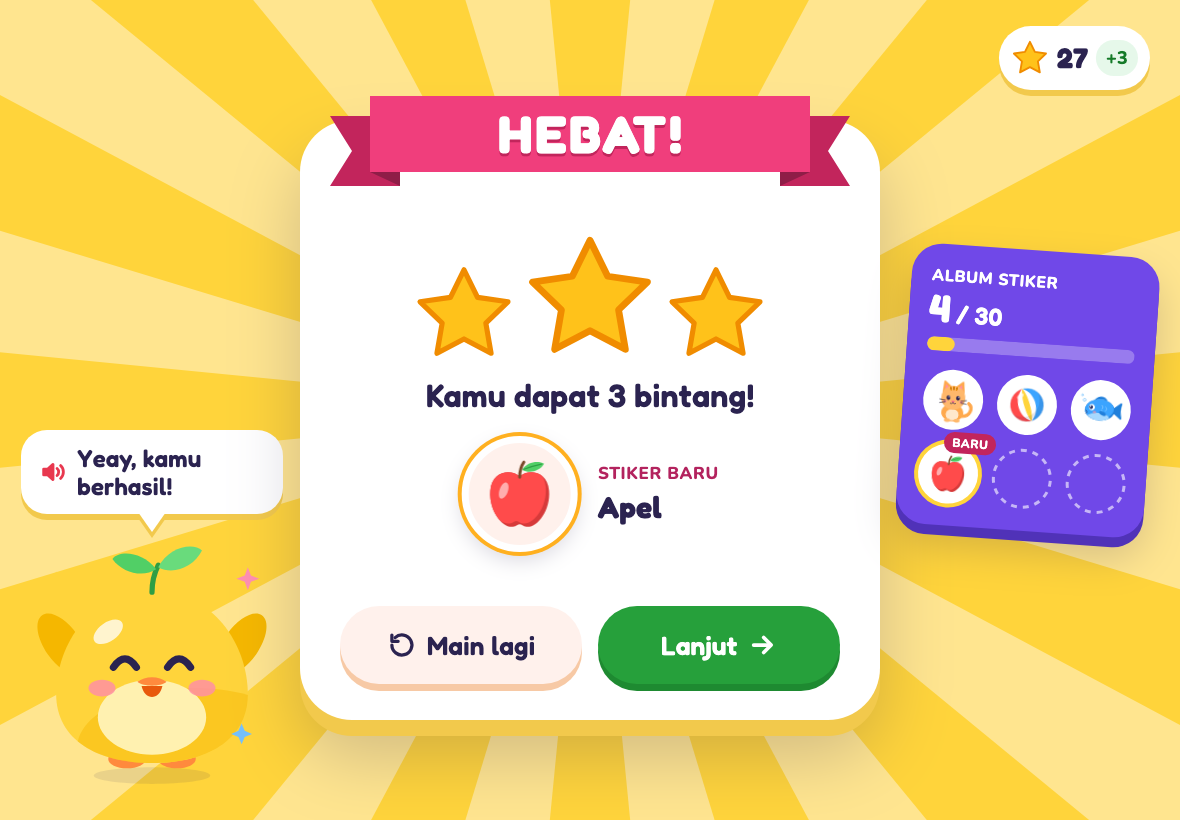 27 +3
HEBAT!
ALBUM STIKER
4 / 30
Kamu dapat 3 bintang!
BARU
STIKER BARU
Apel
Yeay, kamu
berhasil!
Main lagi
Lanjut